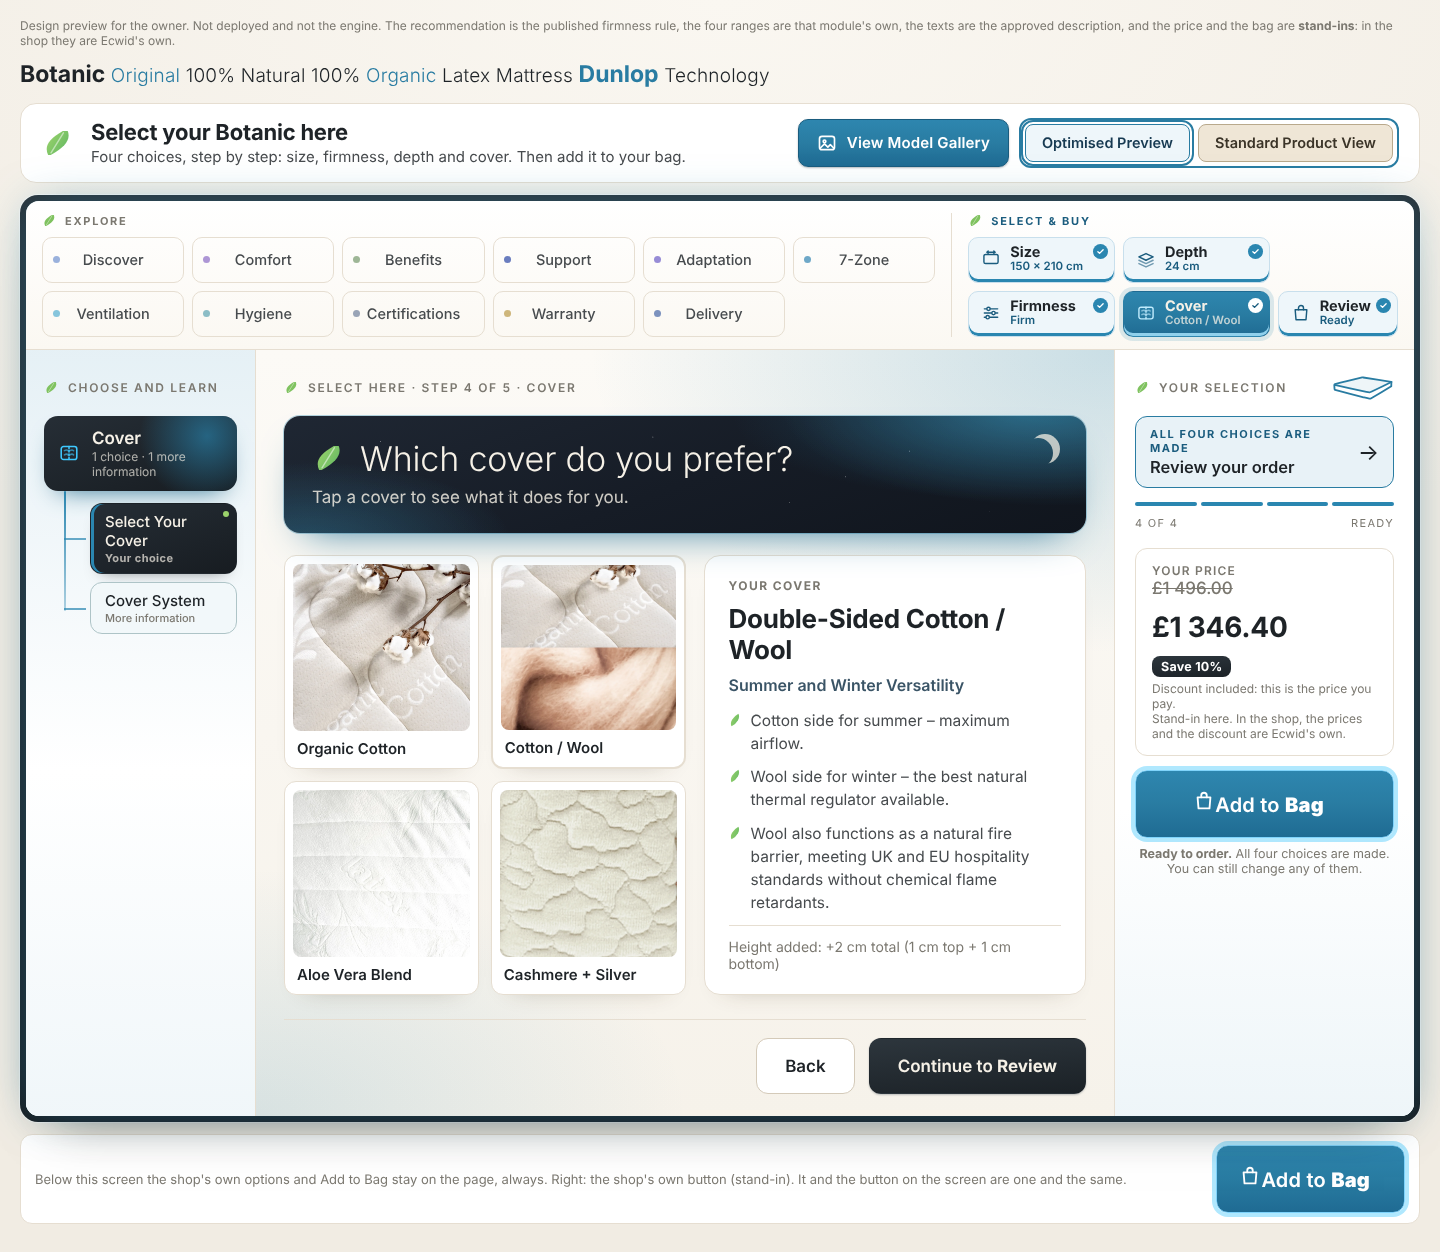 Design preview for the owner. Not deployed and not the engine. The recommendation is the published firmness rule, the four ranges are that module's own, the texts are the approved description, and the price and the bag are stand-ins: in the
shop they are Ecwid's own.
Botanic Original 100% Natural 100% Organic Latex Mattress Dunlop Technology
Select your Botanic here
Four choices, step by step: size, firmness, depth and cover. Then add it to your bag.
View Model Gallery
Optimised Preview
Standard Product View
EXPLORE
Discover
Comfort
Benefits
Support
Adaptation
7-Zone
Ventilation
Hygiene
Certifications
Warranty
Delivery
SELECT & BUY
Size
150 × 210 cm
Depth
24 cm
Firmness
Firm
Cover
Cotton / Wool
Review
Ready
CHOOSE AND LEARN
Cover
1 choice · 1 more
information
Select Your
Cover
Your choice
Cover System
More information
SELECT HERE · STEP 4 OF 5 · COVER
Which cover do you prefer?
Tap a cover to see what it does for you.
Organic Cotton
Cotton / Wool
Aloe Vera Blend
Cashmere + Silver
YOUR COVER
Double-Sided Cotton /
Wool
Summer and Winter Versatility
Cotton side for summer – maximum
airflow.
Wool side for winter – the best natural
thermal regulator available.
Wool also functions as a natural fire
barrier, meeting UK and EU hospitality
standards without chemical flame
retardants.
Height added: +2 cm total (1 cm top + 1 cm
bottom)
Back
Continue to Review
YOUR SELECTION
ALL FOUR CHOICES ARE
MADE
Review your order
4 OF 4
READY
YOUR PRICE
£1 496.00
£1 346.40
Save 10%
Discount included: this is the price you
pay.
Stand-in here. In the shop, the prices
and the discount are Ecwid's own.
Add to Bag
Ready to order. All four choices are made.
You can still change any of them.
Below this screen the shop's own options and Add to Bag stay on the page, always. Right: the shop's own button (stand-in). It and the button on the screen are one and the same.
Add to Bag